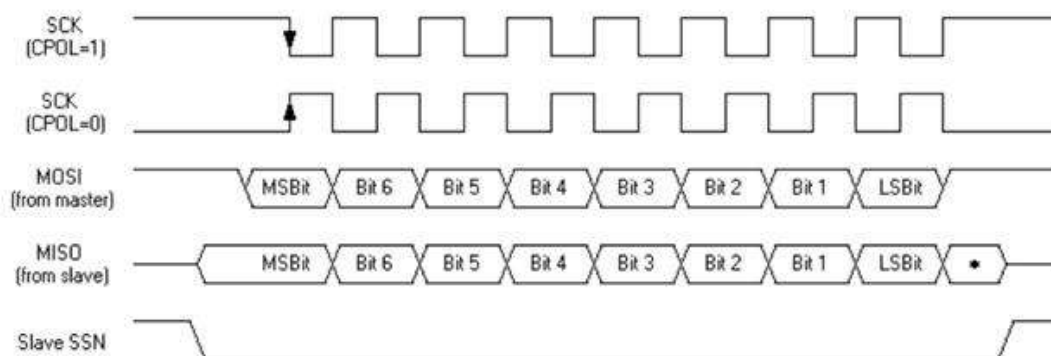 SCK
(CPOL=1)
SCK
(CPOL=0)
MOSI
(from master)
MSBit Bit 6 Bit 5 Bit 4 Bit 3 Bit 2 Bit 1 LSBit
MISO
(from slave)
MSBit Bit 6 Bit 5 Bit 4 Bit 3 Bit 2 Bit 1 LSBit *
Slave SSN